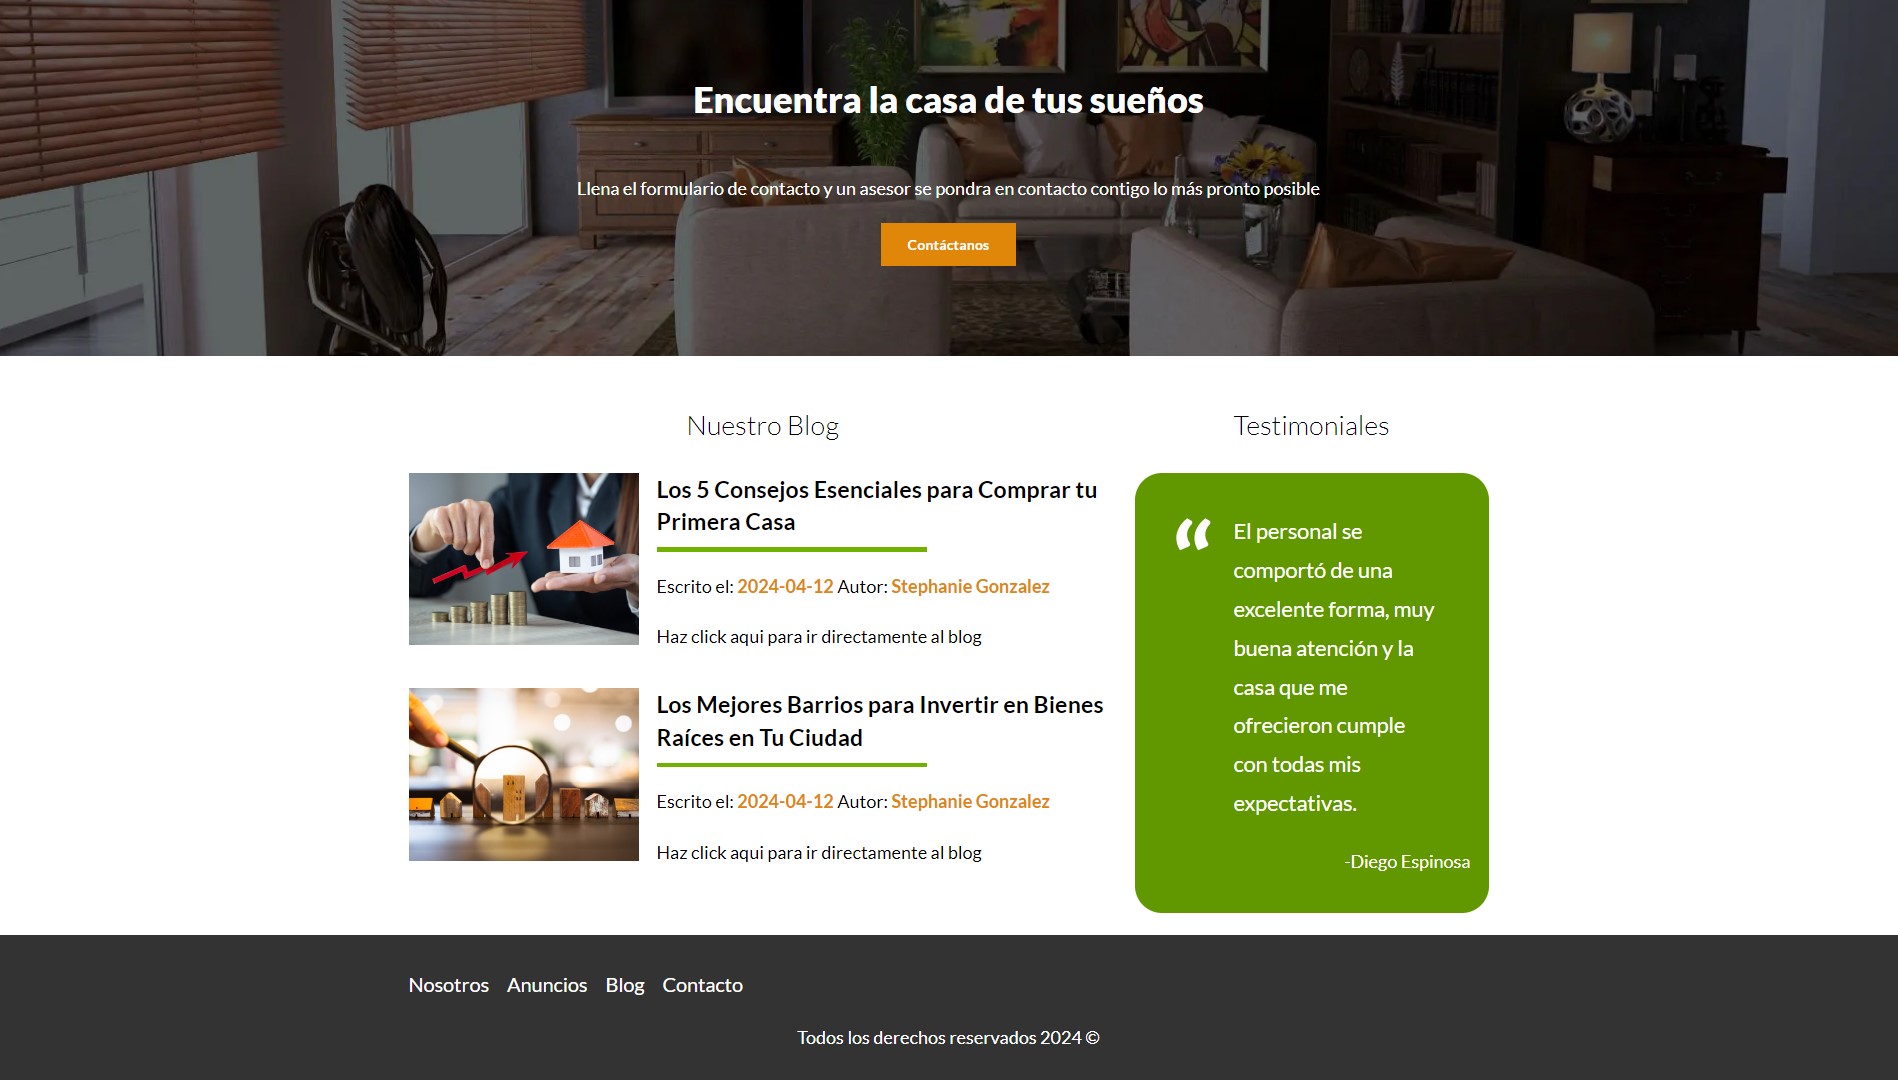 Encuentra la casa de tus sueños
Llena el formulario de contacto y un asesor se pondra en contacto contigo lo más pronto posible
Contáctanos
Nuestro Blog
Los 5 Consejos Esenciales para Comprar tu
Primera Casa
Escrito el: 2024-04-12 Autor: Stephanie Gonzalez
Haz click aqui para ir directamente al blog
Los Mejores Barrios para Invertir en Bienes
Raíces en Tu Ciudad
Escrito el: 2024-04-12 Autor: Stephanie Gonzalez
Haz click aqui para ir directamente al blog
Testimoniales
“ El personal se
comportó de una
excelente forma, muy
buena atención y la
casa que me
ofrecieron cumple
con todas mis
expectativas.
-Diego Espinosa
Nosotros Anuncios Blog Contacto
Todos los derechos reservados 2024 ©